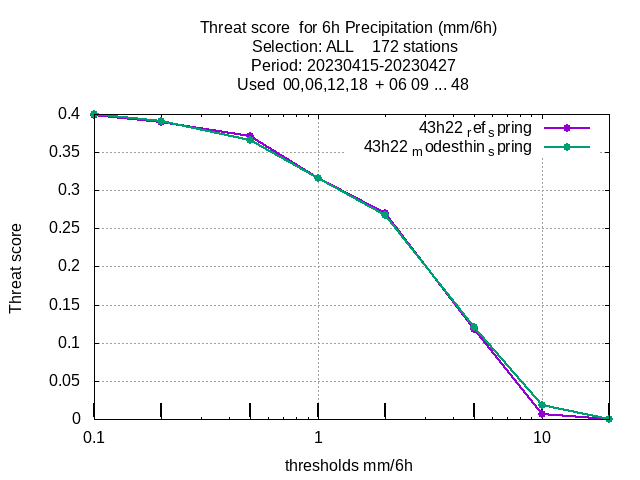 Threat score  for 6h Precipitation (mm/6h)
Selection: ALL    172 stations
Period: 20230415-20230427
Used  00,06,12,18  + 06 09 ... 48
43h22 ref spring
43h22 modesthin spring
0.4
0.35
0.3
0.25
0.2
0.15
0.1
0.05
0
Threat score
0.1
1
10
thresholds mm/6h